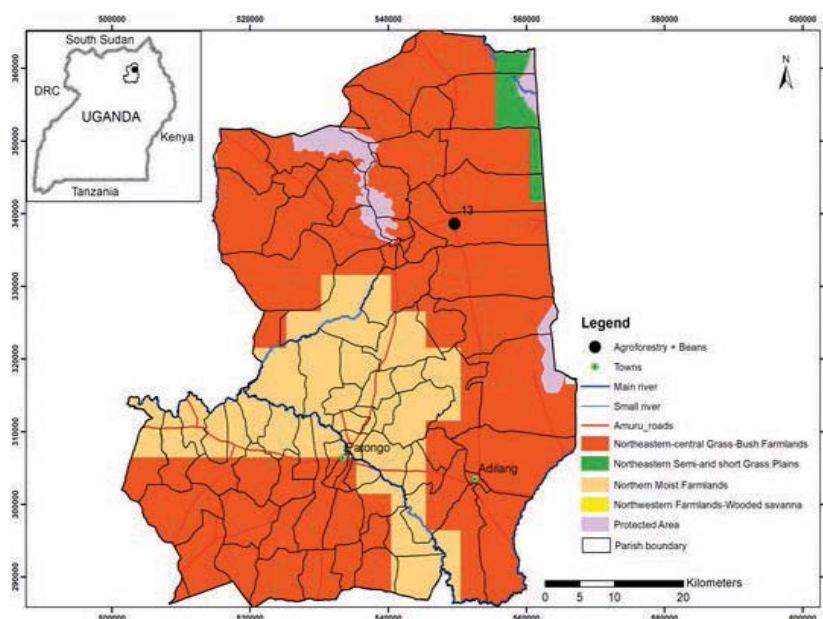 500000 520000 540000 560000 580000 600000
South Sudan
DRC
UGANDA
Kenya
Tanzania
N
360000
350000
340000
330000
320000
310000
300000
290000
13
Patongo
Adilang
Legend
Agroforestry + Beans
Towns
Main river
Small river
Amuru_roads
Northeastern-central Grass-Bush Farmlands
Northeastern Semi-arid short Grass Plains
Northern Moist Farmlands
Northwestern Farmlands-Wooded savanna
Protected Area
Parish boundary
Kilometers
0 5 10 20
500000 520000 540000 560000 580000 600000